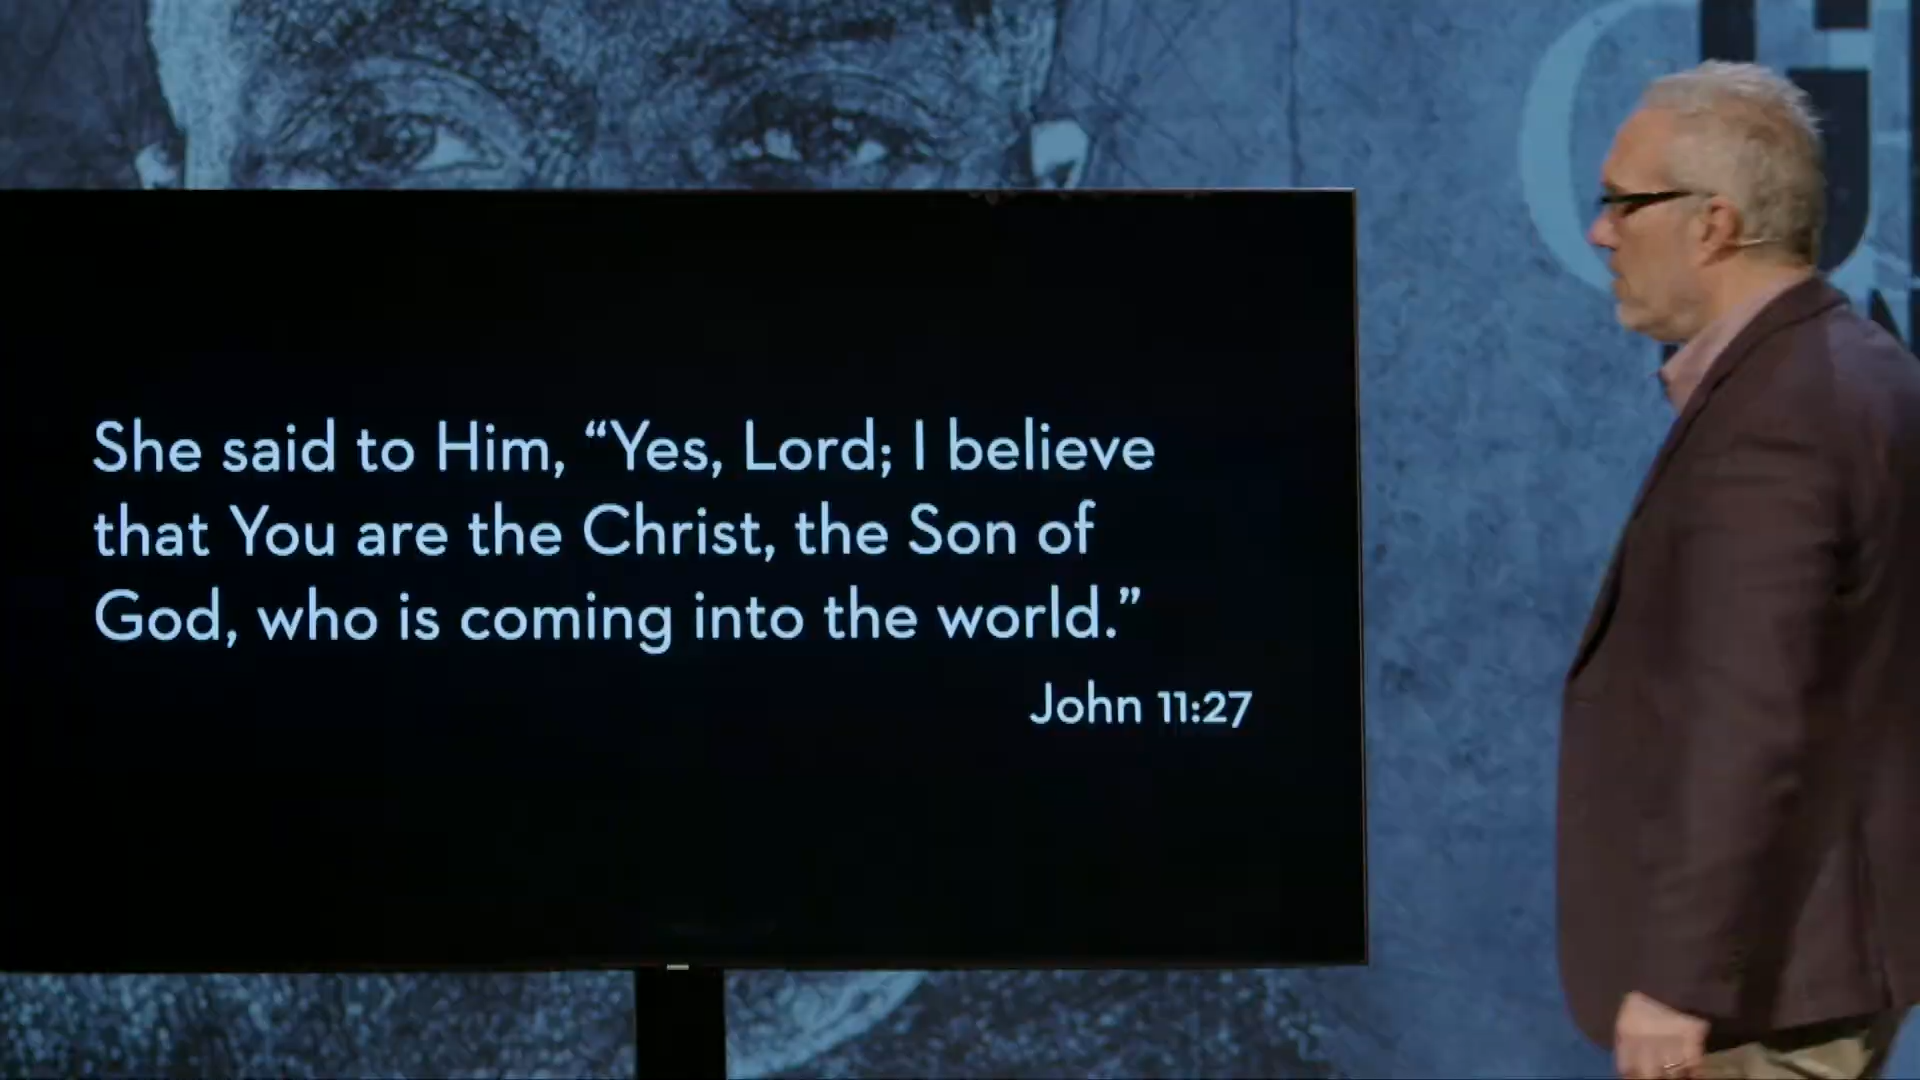 She said to Him, “Yes, Lord; I believe
that You are the Christ, the Son of
God, who is coming into the world.”
John 11:27